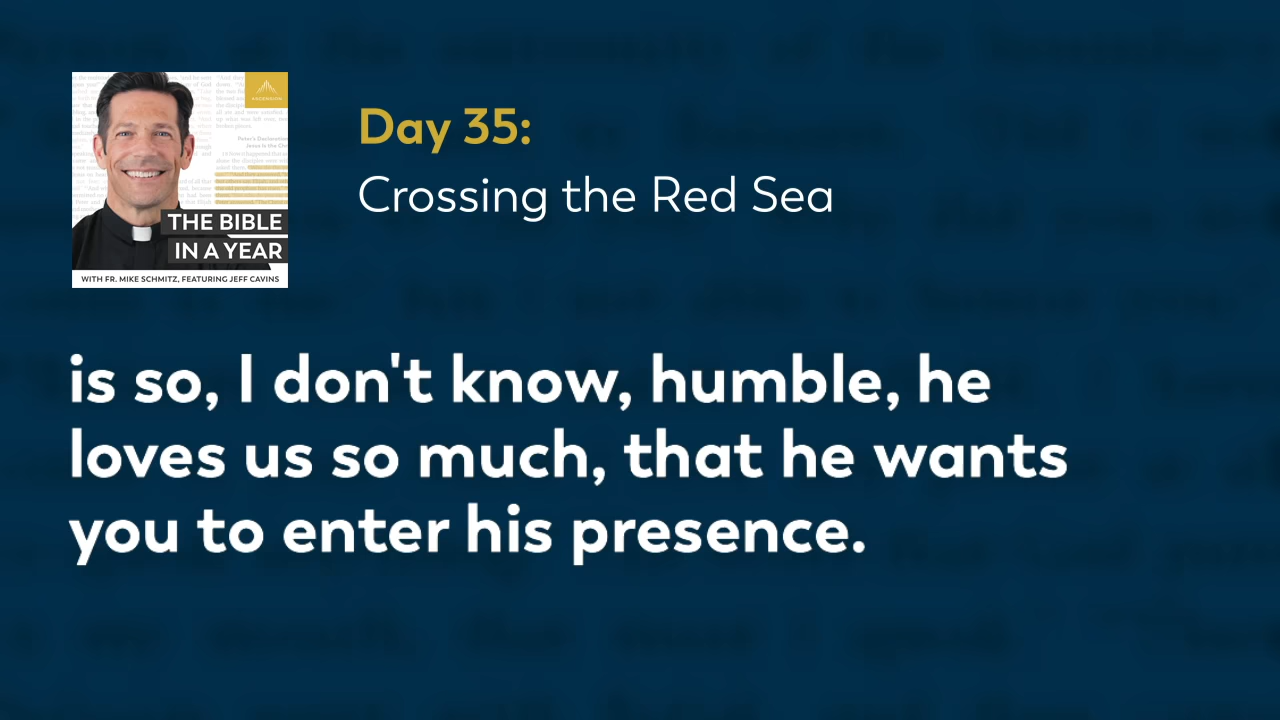 ASCENSION
THE BIBLE
IN A YEAR
WITH FR. MIKE SCHMITZ, FEATURING JEFF CAVINS
Day 35:
Crossing the Red Sea
is so, I don't know, humble, he
loves us so much, that he wants
you to enter his presence.